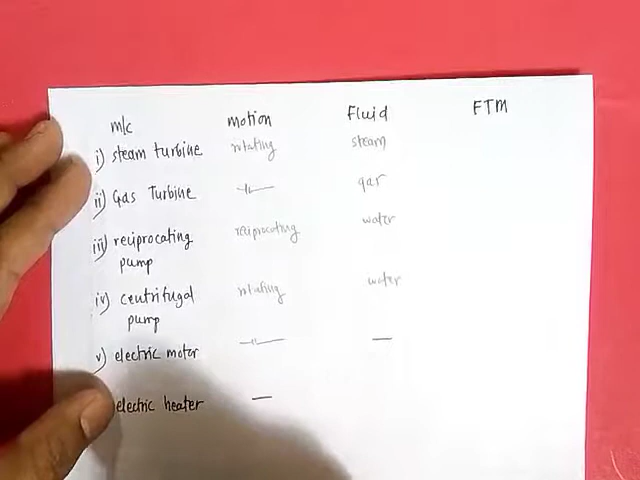 m/c motion Fluid FTM
i) steam turbine rotating steam
ii) Gas Turbine –〃– gas
iii) reciprocating pump reciprocating water
iv) centrifugal pump rotating water
v) electric motor –〃– —
electric heater —